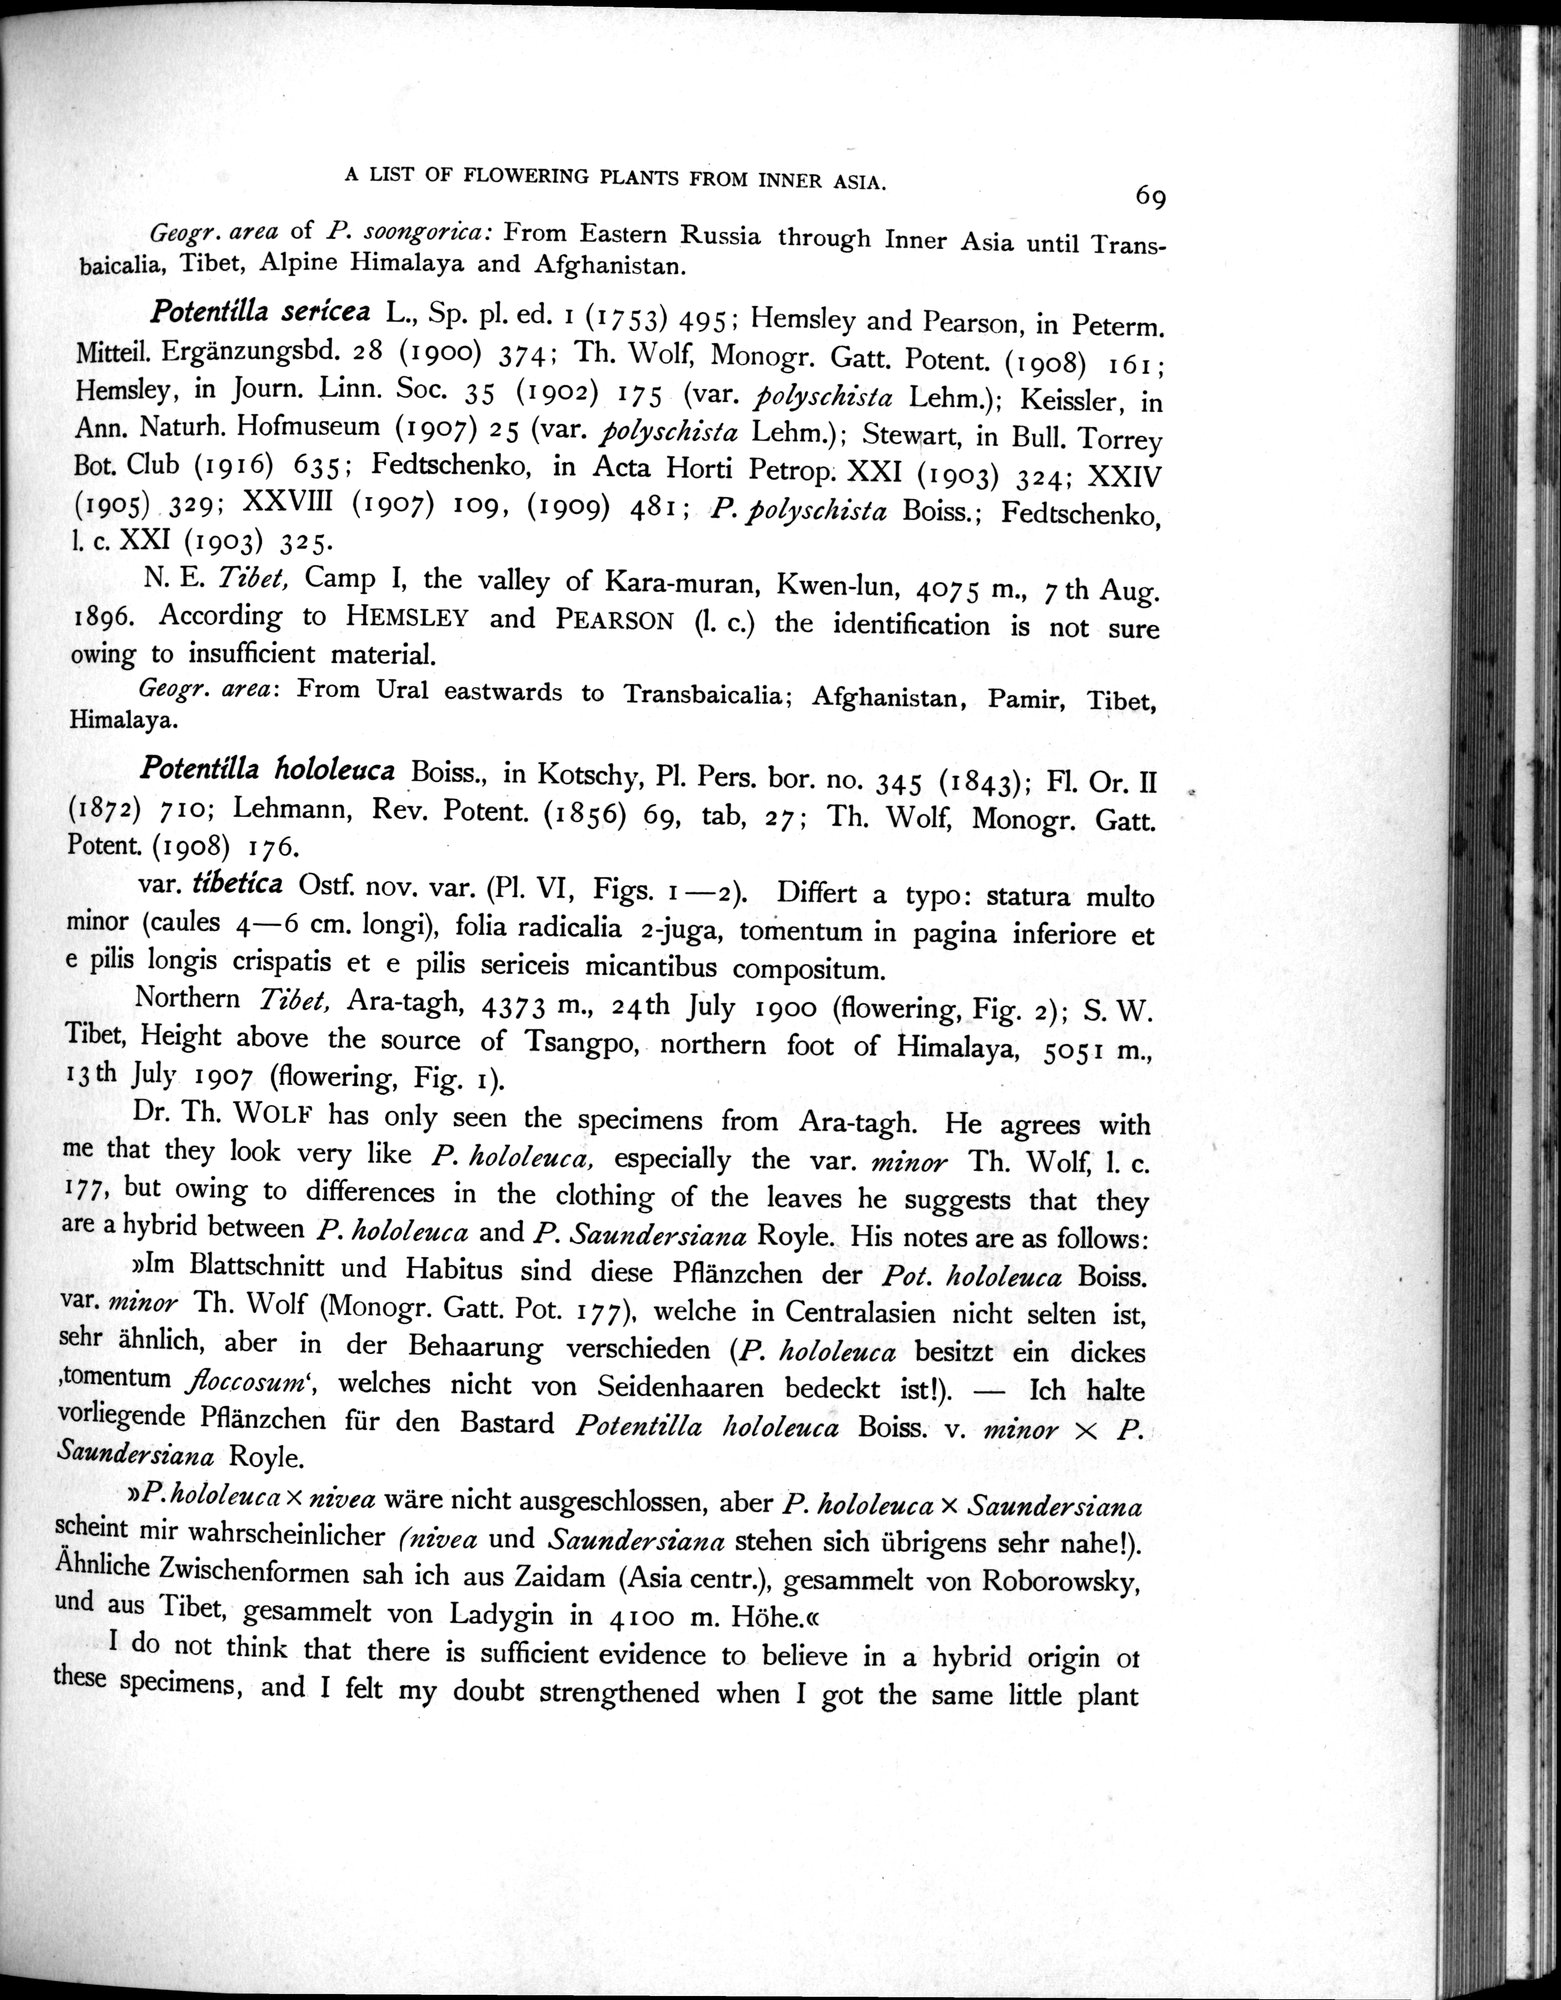 A LIST OF FLOWERING PLANTS FROM INNER ASIA.
69
Geogr. area of P. soongorica: From Eastern Russia through Inner Asia until Trans-
baicalia, Tibet, Alpine Himalaya and Afghanistan.
Potentilla sericea L., Sp. pl. ed. 1 (1753) 495; Hemsley and Pearson, in Peterm.
Mitteil. Ergänzungsbd. 28 (1900) 374; Th. Wolf, Monogr. Gatt. Potent. (1908) 161;
Hemsley, in Journ. Linn. Soc. 35 (1902) 175 (var. polyschista Lehm.); Keissler, in
Ann. Naturh. Hofmuseum (1907) 25 (var. polyschista Lehm.); Stewart, in Bull. Torrey
Bot. Club (1916) 635; Fedtschenko, in Acta Horti Petrop. XXI (1903) 324; XXIV
(1905) 329; XXVIII (1907) 109, (1909) 481; P. polyschista Boiss.; Fedtschenko,
l. c. XXI (1903) 325.
N. E. Tibet, Camp I, the valley of Kara-muran, Kwen-lun, 4075 m., 7th Aug.
1896. According to HEMSLEY and PEARSON (l. c.) the identification is not sure
owing to insufficient material.
Geogr. area: From Ural eastwards to Transbaicalia; Afghanistan, Pamir, Tibet,
Himalaya.
Potentilla hololeuca Boiss., in Kotschy, Pl. Pers. bor. no. 345 (1843); Fl. Or. II
(1872) 710; Lehmann, Rev. Potent. (1856) 69, tab, 27; Th. Wolf, Monogr. Gatt.
Potent. (1908) 176.
var. tibetica Ostf. nov. var. (Pl. VI, Figs. 1—2). Differt a typo: statura multo
minor (caules 4—6 cm. longi), folia radicalia 2-juga, tomentum in pagina inferiore et
e pilis longis crispatis et e pilis sericeis micantibus compositum.
Northern Tibet, Ara-tagh, 4373 m., 24th July 1900 (flowering, Fig. 2); S. W.
Tibet, Height above the source of Tsangpo, northern foot of Himalaya, 5051 m.,
13th July 1907 (flowering, Fig. 1).
Dr. Th. WOLF has only seen the specimens from Ara-tagh. He agrees with
me that they look very like P. hololeuca, especially the var. minor Th. Wolf, l. c.
177, but owing to differences in the clothing of the leaves he suggests that they
are a hybrid between P. hololeuca and P. Saundersiana Royle. His notes are as follows:
»Im Blattschnitt und Habitus sind diese Pflänzchen der Pot. hololeuca Boiss.
var. minor Th. Wolf (Monogr. Gatt. Pot. 177), welche in Centralasien nicht selten ist,
sehr ähnlich, aber in der Behaarung verschieden (P. hololeuca besitzt ein dickes
‚tomentum floccosum‘, welches nicht von Seidenhaaren bedeckt ist!). — Ich halte
vorliegende Pflänzchen für den Bastard Potentilla hololeuca Boiss. v. minor × P.
Saundersiana Royle.
»P. hololeuca × nivea wäre nicht ausgeschlossen, aber P. hololeuca × Saundersiana
scheint mir wahrscheinlicher (nivea und Saundersiana stehen sich übrigens sehr nahe!).
Ähnliche Zwischenformen sah ich aus Zaidam (Asia centr.), gesammelt von Roborowsky,
und aus Tibet, gesammelt von Ladygin in 4100 m. Höhe.«
I do not think that there is sufficient evidence to believe in a hybrid origin of
these specimens, and I felt my doubt strengthened when I got the same little plant